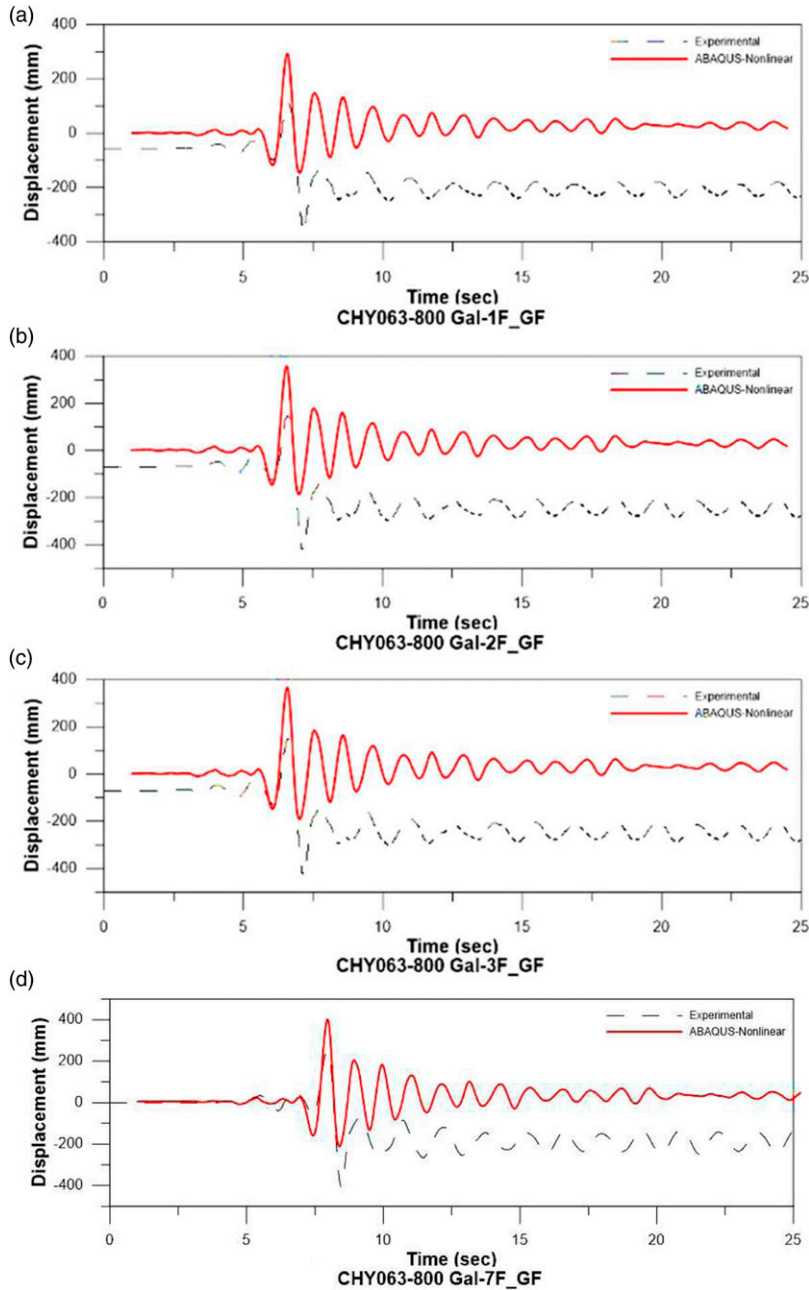 (a)
400
200
0
-200
-400
Displacement (mm)
Experimental
ABAQUS-Nonlinear
0 5 10 15 20 25
Time (sec)
CHY063-800 Gal-1F_GF
(b)
400
200
0
-200
-400
Displacement (mm)
Experimental
ABAQUS-Nonlinear
0 5 10 15 20 25
Time (sec)
CHY063-800 Gal-2F_GF
(c)
400
200
0
-200
-400
Displacement (mm)
Experimental
ABAQUS-Nonlinear
0 5 10 15 20 25
Time (sec)
CHY063-800 Gal-3F_GF
(d)
400
200
0
-200
-400
Displacement (mm)
Experimental
ABAQUS-Nonlinear
0 5 10 15 20 25
Time (sec)
CHY063-800 Gal-7F_GF